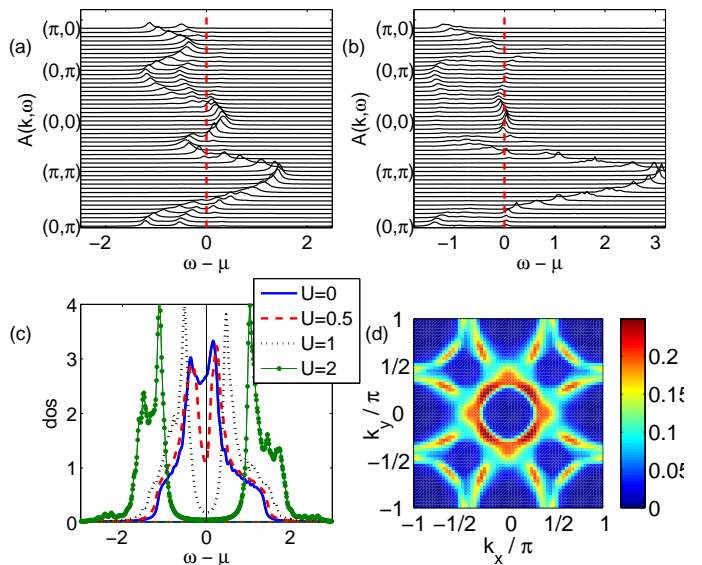 (a)
A(k,ω)
(π,0)
(0,π)
(0,0)
(π,π)
(0,π)
−2 0 2
ω − μ
(b)
A(k,ω)
(π,0)
(0,π)
(0,0)
(π,π)
(0,π)
−1 0 1 2 3
ω − μ
(c)
dos
4
3
2
1
0
−2 0 2
ω − μ
U=0
U=0.5
U=1
U=2
(d)
k_y / π
1
1/2
0
−1/2
−1
−1 −1/2 0 1/2 1
k_x / π
0.2
0.15
0.1
0.05
0